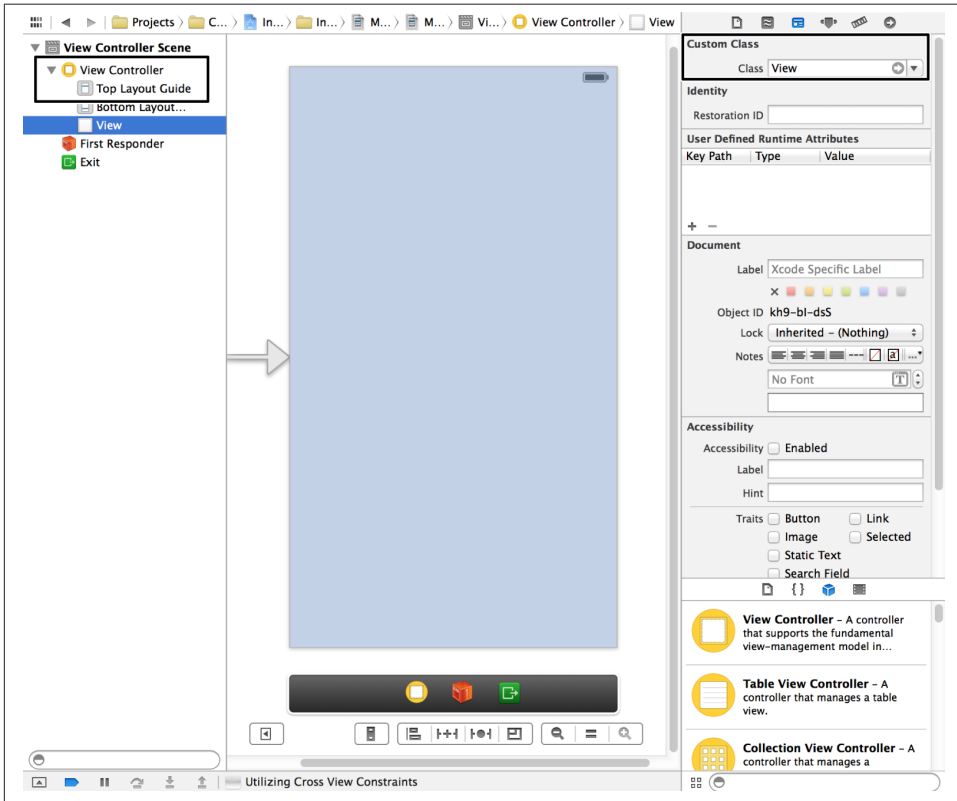 Projects 〉 C... 〉 In...〉 In...〉 M...〉 M...〉 Vi...〉 View Controller 〉 View
View Controller Scene
View Controller
Top Layout Guide
Bottom Layout...
View
First Responder
Exit
Custom Class
Class View
Identity
Restoration ID
User Defined Runtime Attributes
Key Path Type Value
+ −
Document
Label Xcode Specific Label
Object ID kh9-bI-dsS
Lock Inherited - (Nothing)
Notes
No Font
Accessibility
Accessibility Enabled
Label
Hint
Traits Button Link
Image Selected
Static Text
Search Field
{ }
View Controller - A controller
that supports the fundamental
view-management model in...
Table View Controller - A
controller that manages a table
view.
Collection View Controller - A
controller that manages a
Utilizing Cross View Constraints